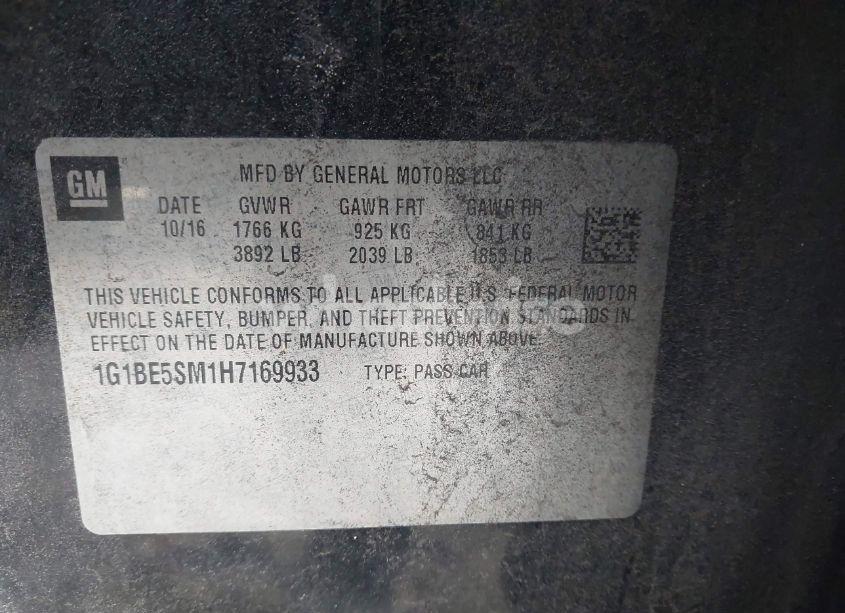 GM
MFD BY GENERAL MOTORS LLC
DATE GVWR GAWR FRT GAWR RR
10/16 1766 KG 925 KG 841 KG
3892 LB 2039 LB 1853 LB
THIS VEHICLE CONFORMS TO ALL APPLICABLE U.S. FEDERAL MOTOR
VEHICLE SAFETY, BUMPER, AND THEFT PREVENTION STANDARDS IN
EFFECT ON THE DATE OF MANUFACTURE SHOWN ABOVE.
1G1BE5SM1H7169933 TYPE: PASS CAR